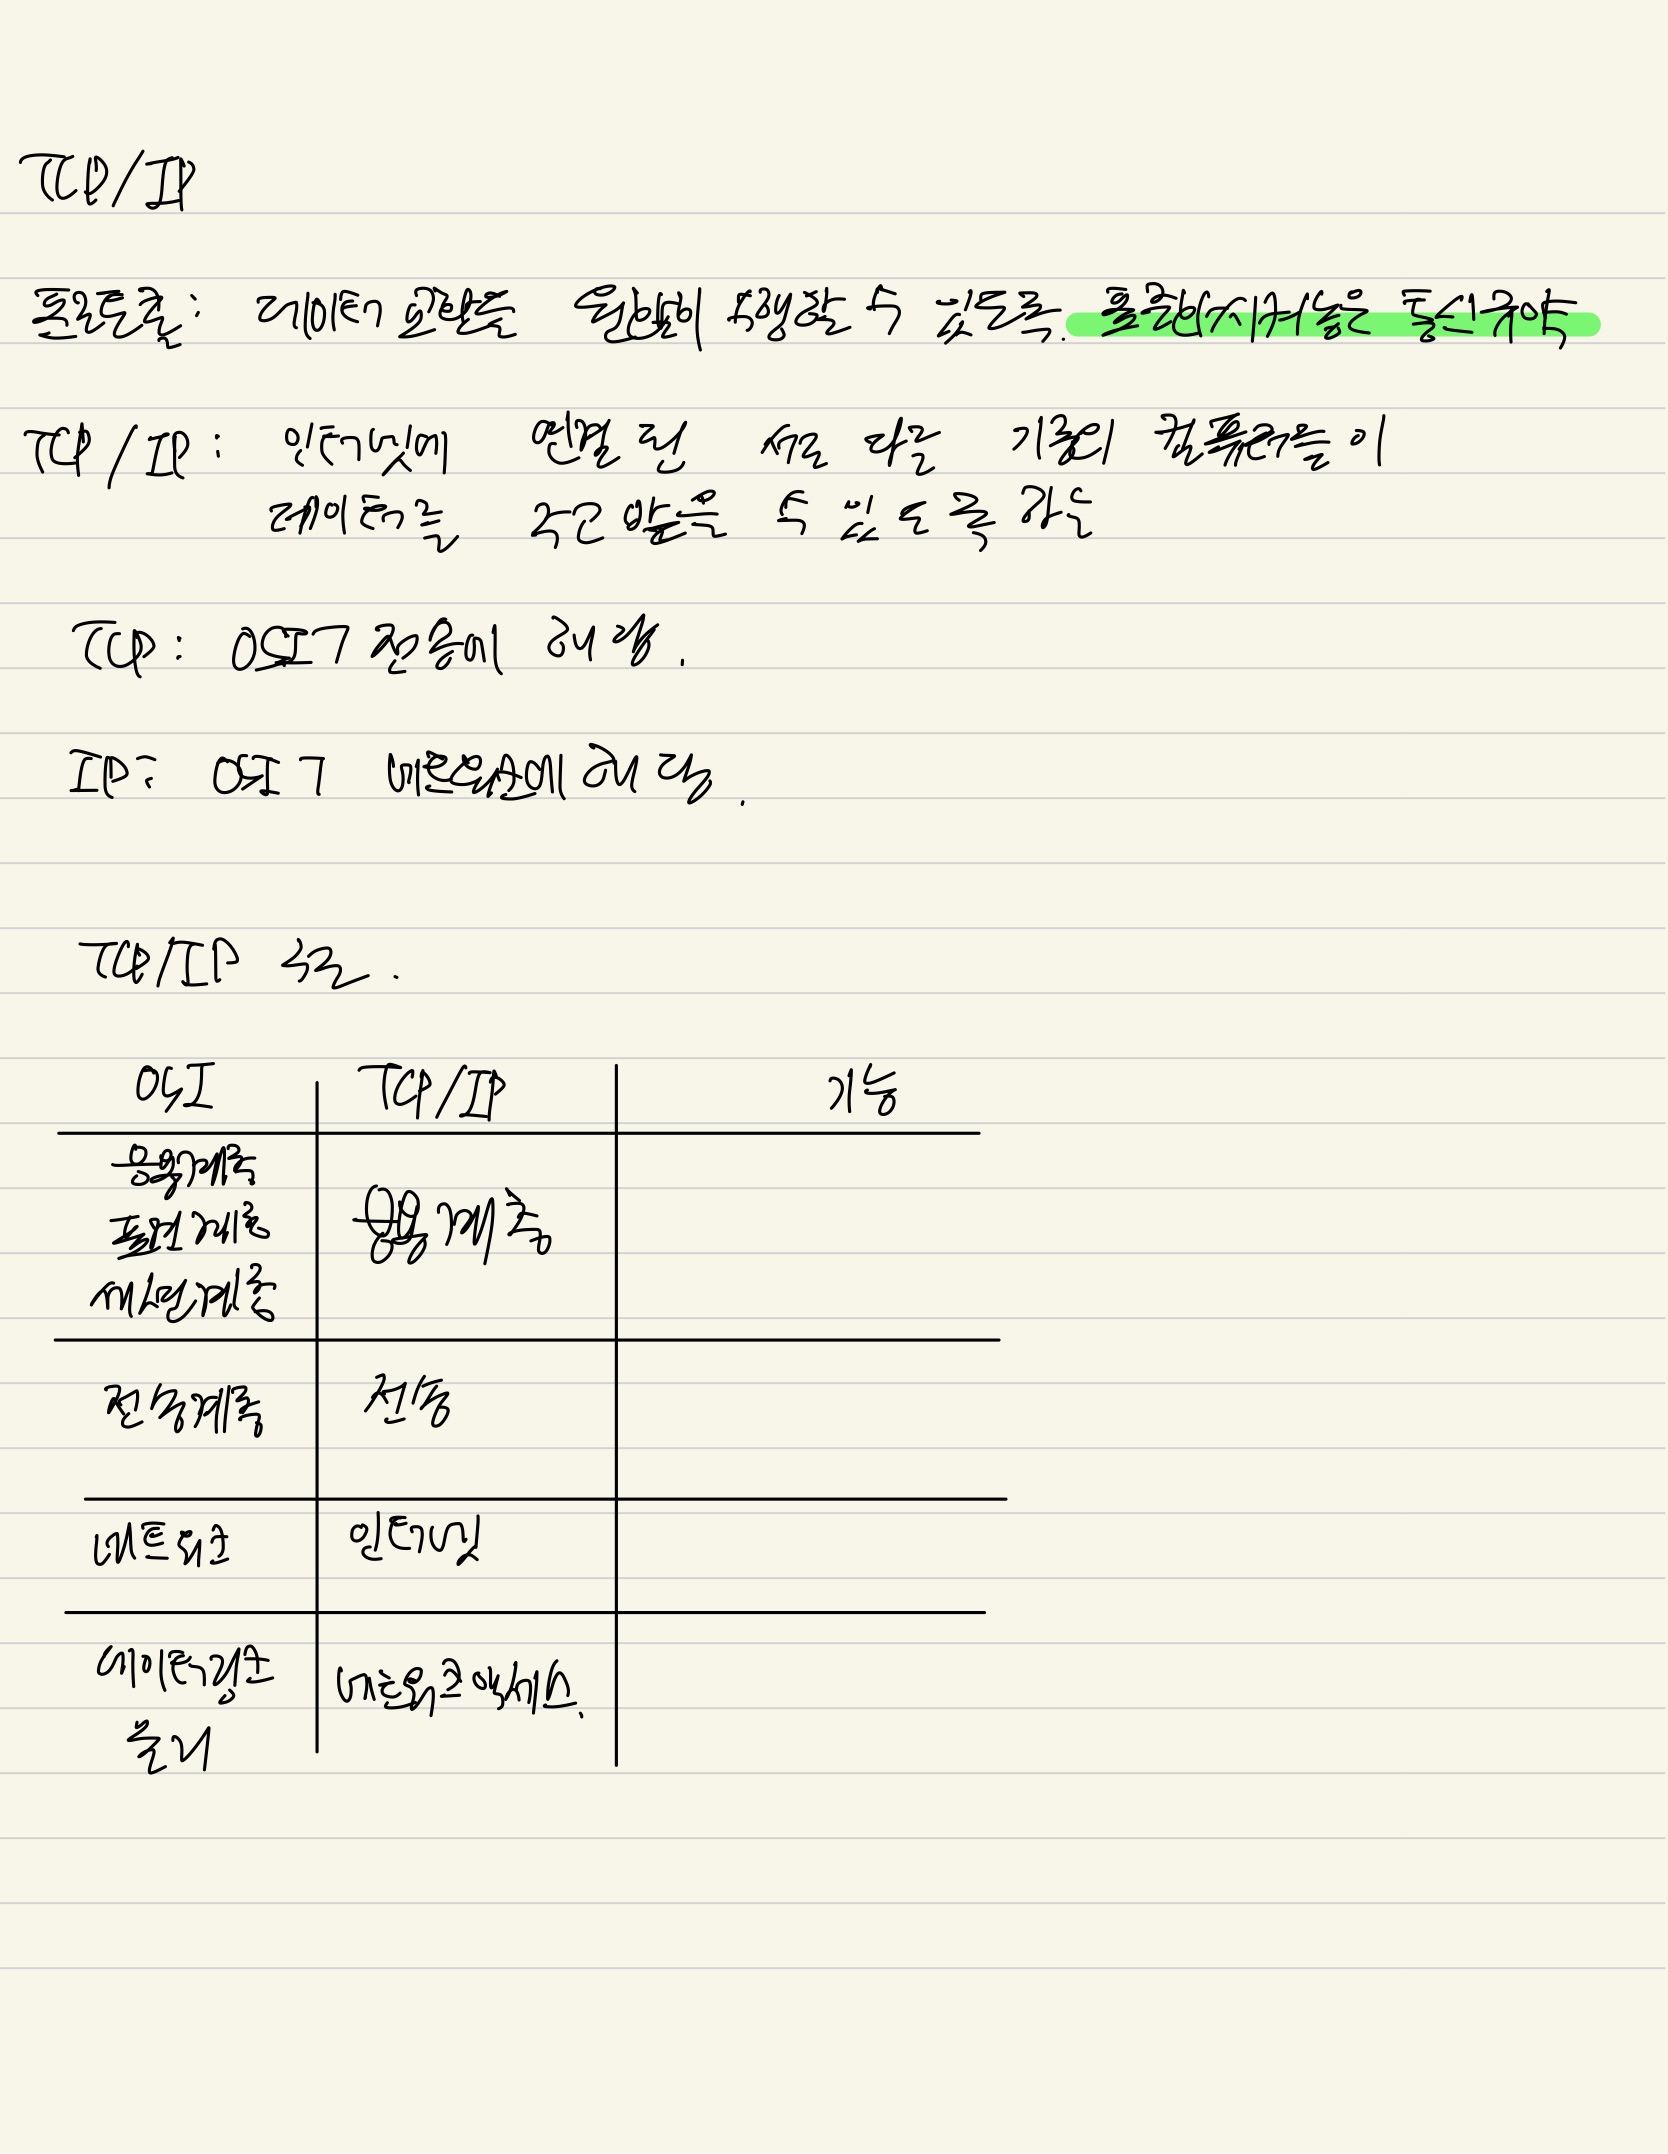 TCP/IP
프로토콜: 데이터 교환을 원활히 수행할 수 있도록 표준화시켜놓은 통신규약
TCP/IP: 인터넷에 연결된 서로 다른 기종의 컴퓨터들이
데이터를 주고 받을 수 있도록 하는
TCP: OSI 7 전송에 해당.
IP: OSI 7 네트워크에 해당.
TCP/IP 구조.
OSI TCP/IP 기능
응용계층
표현계층 응용계층
세션계층
전송계층 전송
네트워크 인터넷
데이터링크 네트워크 액세스.
물리